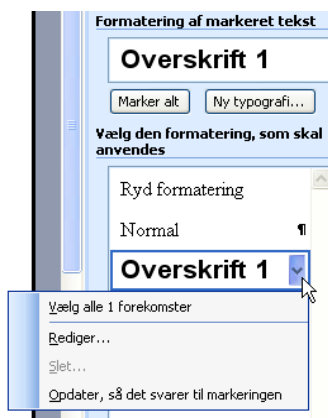 Formatering af markeret tekst
Overskrift 1
Marker alt
Ny typografi...
Vælg den formatering, som skal
anvendes
Ryd formatering
Normal ¶
Overskrift 1
Vælg alle 1 forekomster
Rediger...
Slet...
Opdater, så det svarer til markeringen